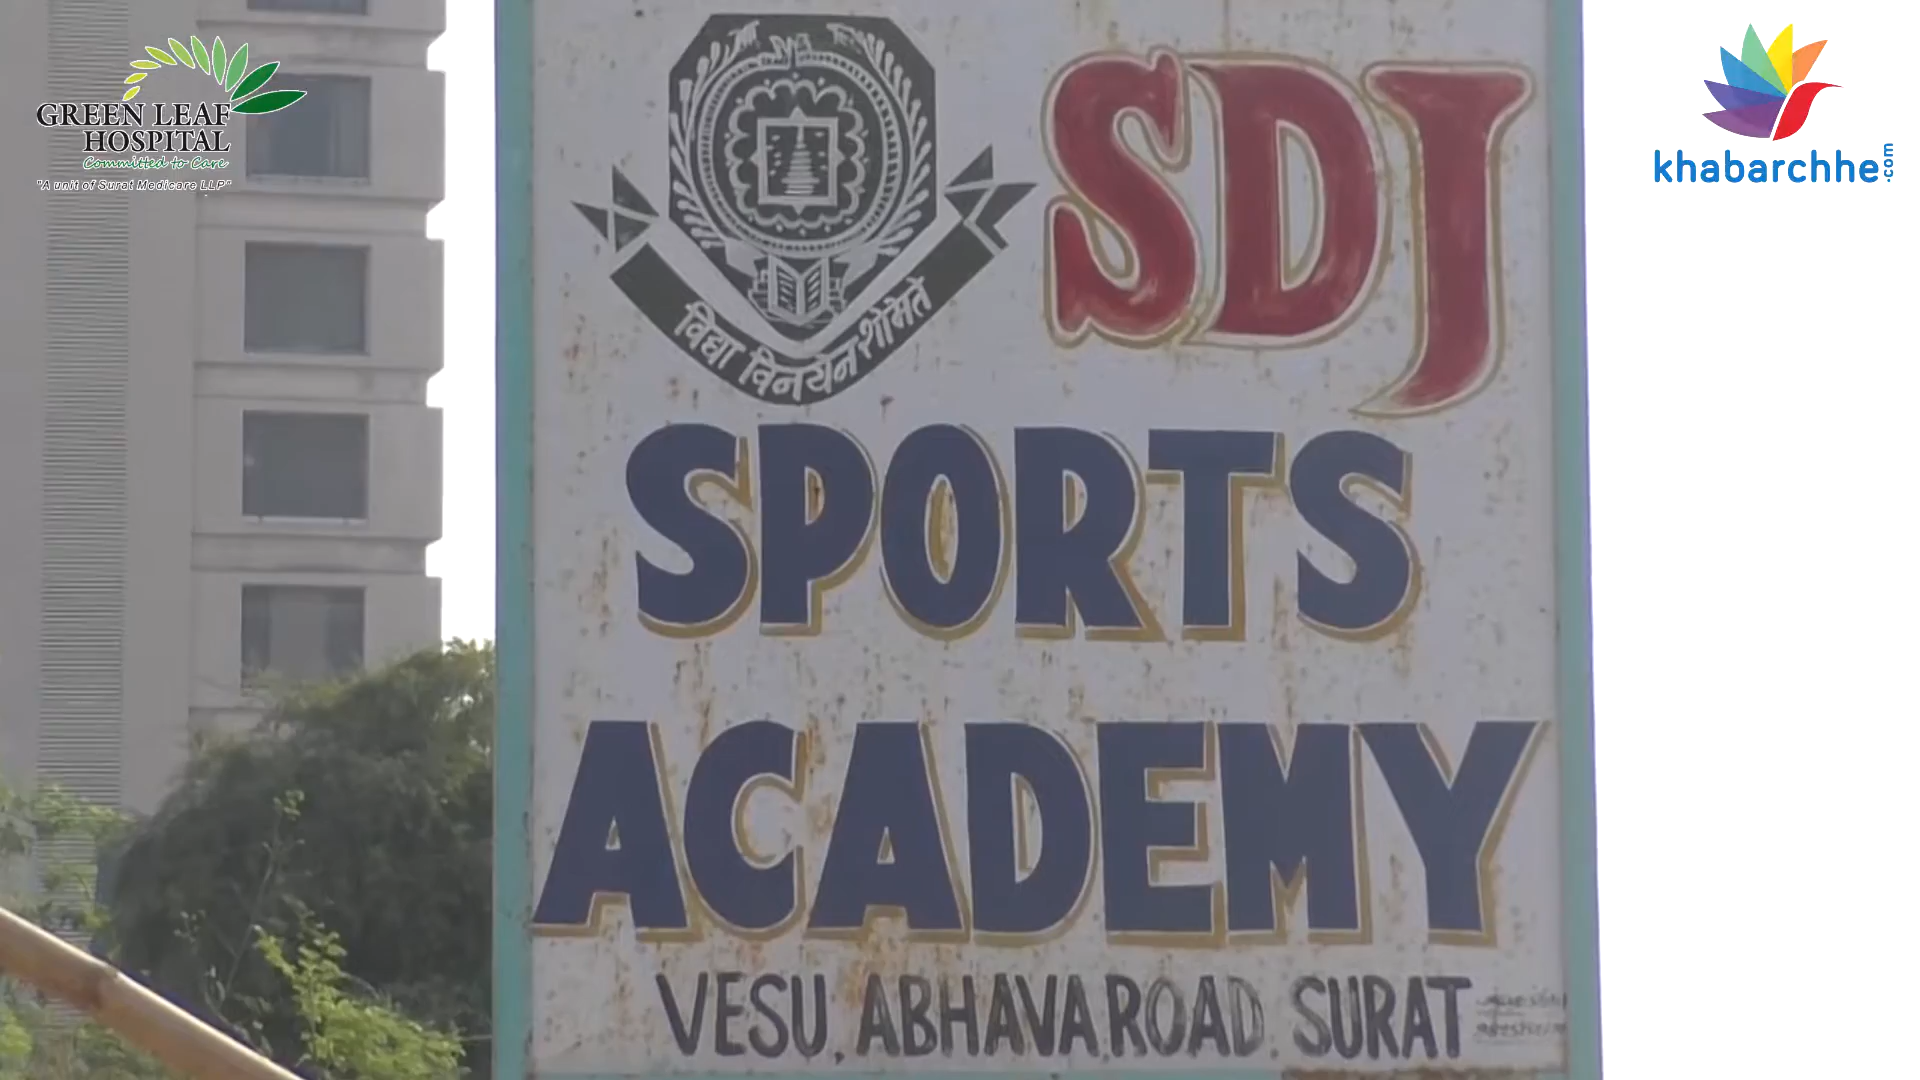 GREEN LEAF
HOSPITAL
Committed to Care
"A unit of Surat Medicare LLP"
khabarchhe.com
विद्या विनयेन शोभते
SDJ
SPORTS
ACADEMY
VESU, ABHAVA ROAD, SURAT